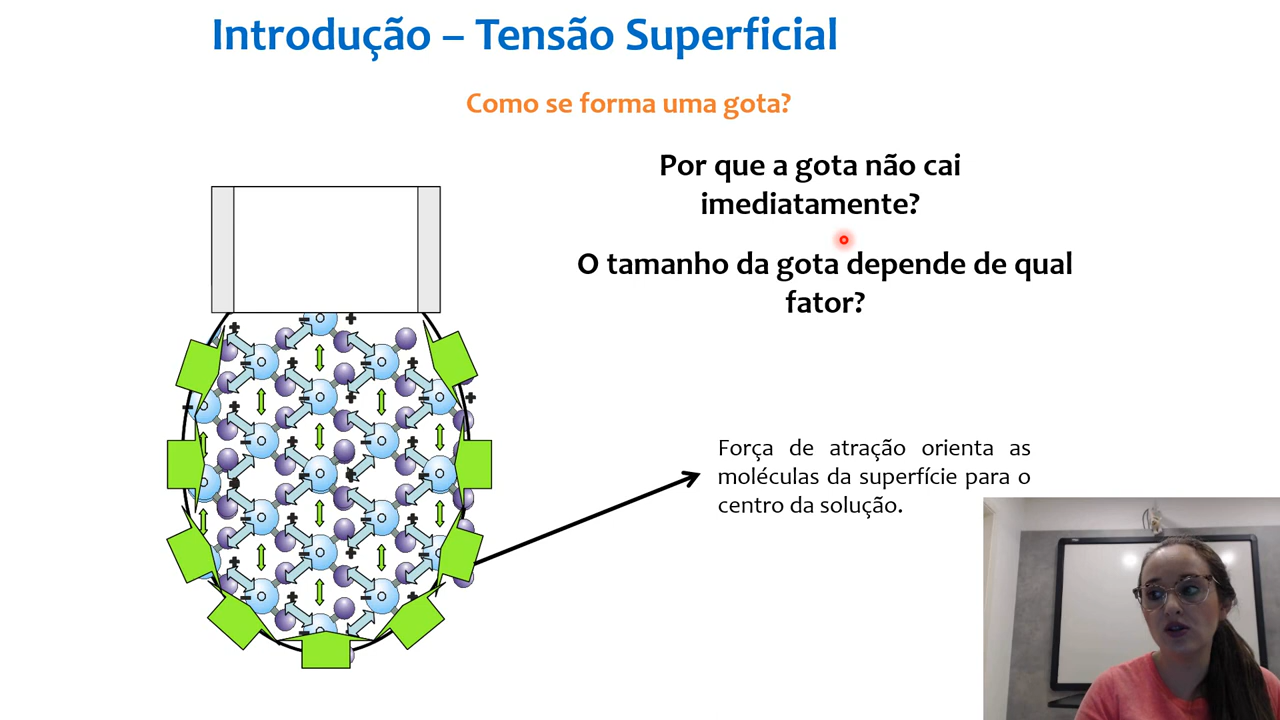 Introdução – Tensão Superficial
Como se forma uma gota?
Por que a gota não cai
imediatamente?
O tamanho da gota depende de qual
fator?
Força de atração orienta as
moléculas da superfície para o
centro da solução.